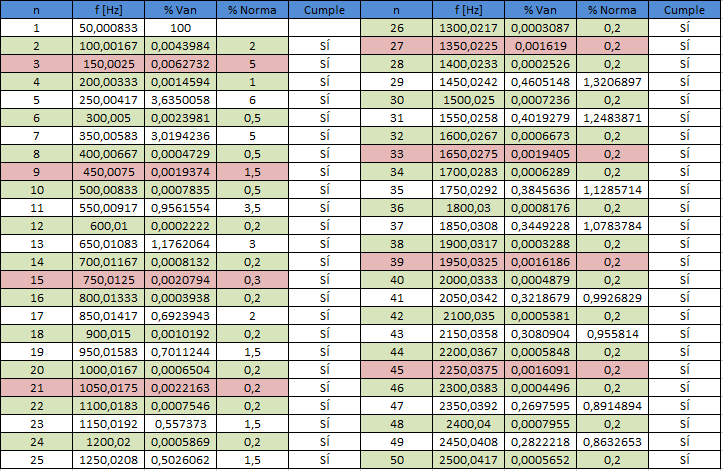 n f [Hz] % Van % Norma Cumple n f [Hz] % Van % Norma Cumple
1 50,000833 100 26 1300,0217 0,0003087 0,2 SÍ
2 100,00167 0,0043984 2 SÍ 27 1350,0225 0,001619 0,2 SÍ
3 150,0025 0,0062732 5 SÍ 28 1400,0233 0,0002526 0,2 SÍ
4 200,00333 0,0014594 1 SÍ 29 1450,0242 0,4605148 1,3206897 SÍ
5 250,00417 3,6350058 6 SÍ 30 1500,025 0,0007236 0,2 SÍ
6 300,005 0,0023981 0,5 SÍ 31 1550,0258 0,4019279 1,2483871 SÍ
7 350,00583 3,0194236 5 SÍ 32 1600,0267 0,0006673 0,2 SÍ
8 400,00667 0,0004729 0,5 SÍ 33 1650,0275 0,0019405 0,2 SÍ
9 450,0075 0,0019374 1,5 SÍ 34 1700,0283 0,0006289 0,2 SÍ
10 500,00833 0,0007835 0,5 SÍ 35 1750,0292 0,3845636 1,1285714 SÍ
11 550,00917 0,9561554 3,5 SÍ 36 1800,03 0,0008176 0,2 SÍ
12 600,01 0,0002222 0,2 SÍ 37 1850,0308 0,3449228 1,0783784 SÍ
13 650,01083 1,1762064 3 SÍ 38 1900,0317 0,0003288 0,2 SÍ
14 700,01167 0,0008132 0,2 SÍ 39 1950,0325 0,0016186 0,2 SÍ
15 750,0125 0,0020794 0,3 SÍ 40 2000,0333 0,0004879 0,2 SÍ
16 800,01333 0,0003938 0,2 SÍ 41 2050,0342 0,3218679 0,9926829 SÍ
17 850,01417 0,6923943 2 SÍ 42 2100,035 0,0005381 0,2 SÍ
18 900,015 0,0010192 0,2 SÍ 43 2150,0358 0,3080904 0,955814 SÍ
19 950,01583 0,7011244 1,5 SÍ 44 2200,0367 0,0005848 0,2 SÍ
20 1000,0167 0,0006504 0,2 SÍ 45 2250,0375 0,0016091 0,2 SÍ
21 1050,0175 0,0022163 0,2 SÍ 46 2300,0383 0,0004496 0,2 SÍ
22 1100,0183 0,0007546 0,2 SÍ 47 2350,0392 0,2697595 0,8914894 SÍ
23 1150,0192 0,557373 1,5 SÍ 48 2400,04 0,0007955 0,2 SÍ
24 1200,02 0,0005869 0,2 SÍ 49 2450,0408 0,2822218 0,8632653 SÍ
25 1250,0208 0,5026062 1,5 SÍ 50 2500,0417 0,0005652 0,2 SÍ